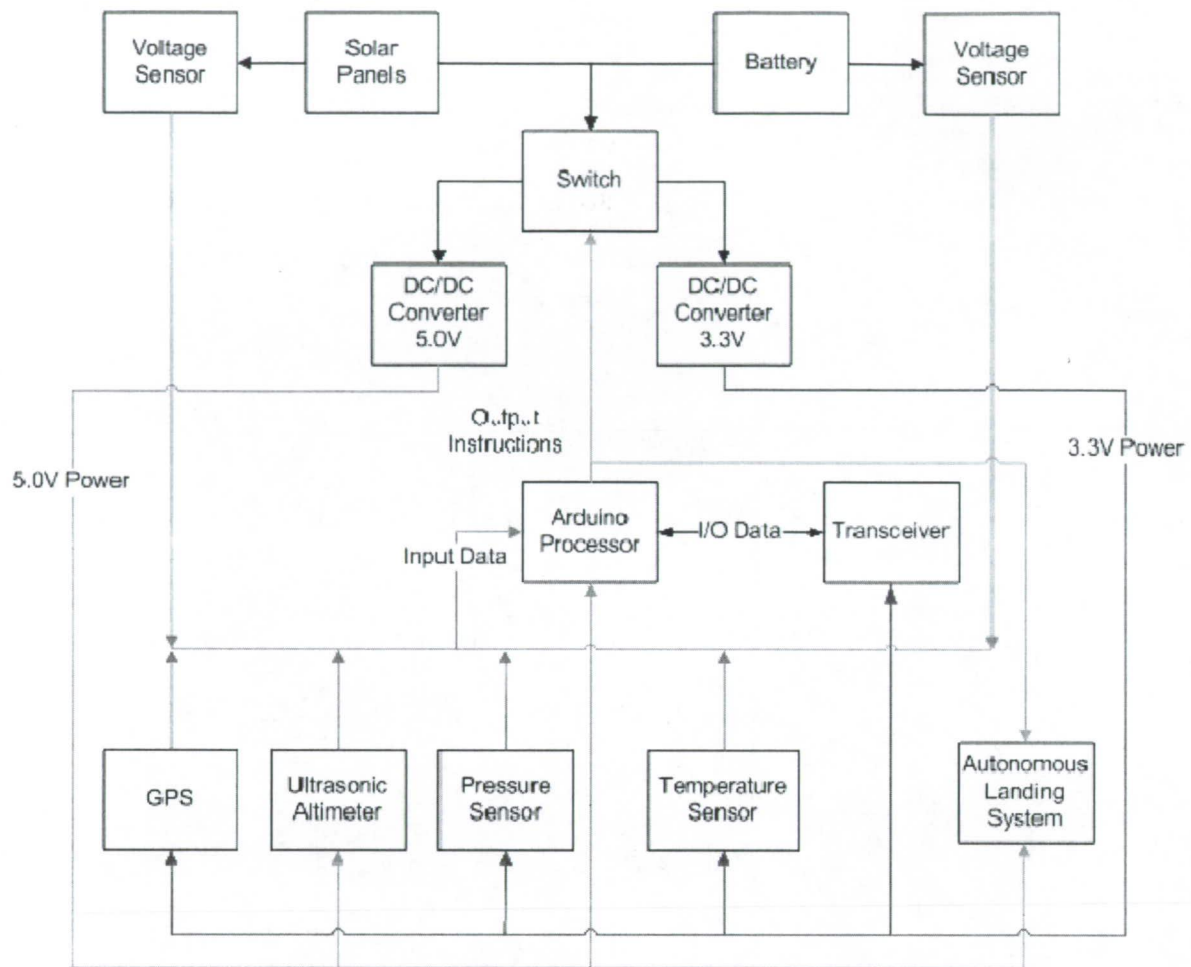 Voltage
Sensor
Solar
Panels
Battery
Voltage
Sensor
Switch
DC/DC
Converter
5.0V
DC/DC
Converter
3.3V
Output
Instructions
5.0V Power
3.3V Power
Arduino
Processor
I/O Data
Transceiver
Input Data
GPS
Ultrasonic
Altimeter
Pressure
Sensor
Temperature
Sensor
Autonomous
Landing
System